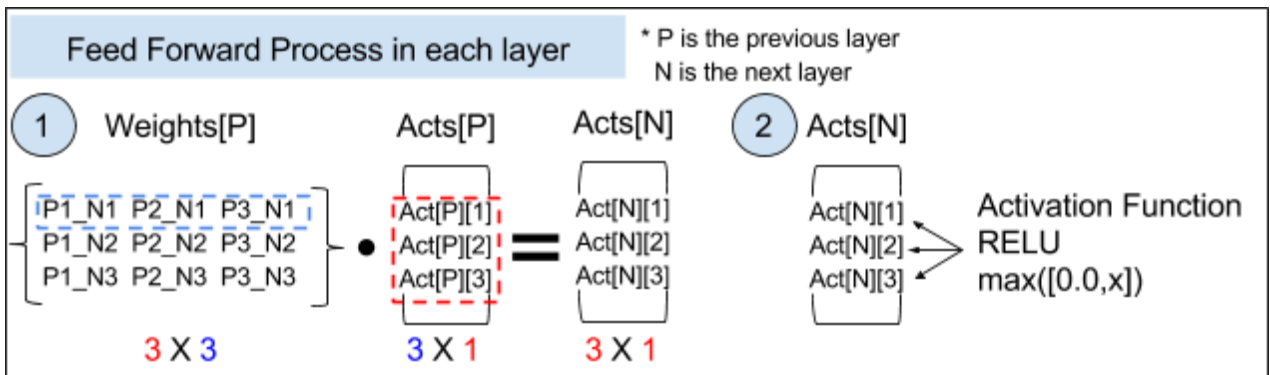 Feed Forward Process in each layer
* P is the previous layer
N is the next layer
1 Weights[P] Acts[P] Acts[N] 2 Acts[N]
P1_N1 P2_N1 P3_N1 Act[P][1] Act[N][1] Act[N][1] Activation Function
P1_N2 P2_N2 P3_N2 • Act[P][2] = Act[N][2] Act[N][2] RELU
P1_N3 P2_N3 P3_N3 Act[P][3] Act[N][3] Act[N][3] max([0.0,x])
3 X 3 3 X 1 3 X 1